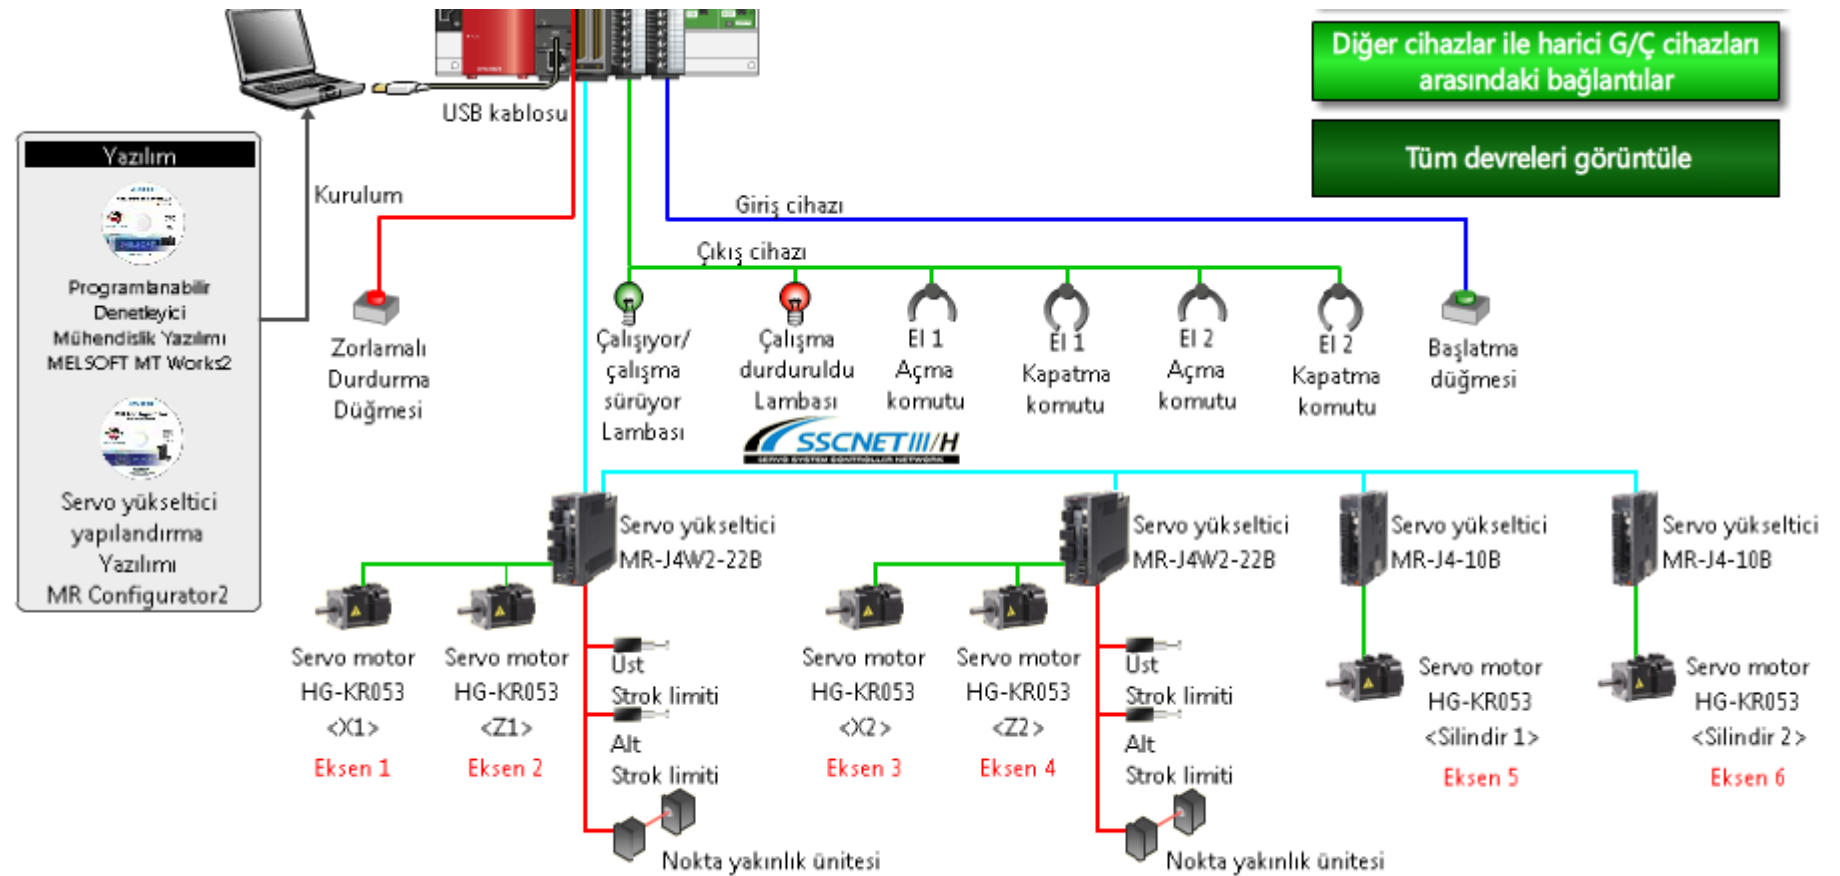 Diğer cihazlar ile harici G/Ç cihazları
arasındaki bağlantılar
Tüm devreleri görüntüle
USB kablosu
Yazılım
Kurulum
Programlanabilir
Denetleyici
Mühendislik Yazılımı
MELSOFT MT Works2
Servo yükseltici
yapılandırma
Yazılımı
MR Configurator2
Giriş cihazı
Çıkış cihazı
Zorlamalı
Durdurma
Düğmesi
Çalışıyor/
çalışma
sürüyor
Lambası
Çalışma
durduruldu
Lambası
El 1
Açma
komutu
El 1
Kapatma
komutu
El 2
Açma
komutu
El 2
Kapatma
komutu
Başlatma
düğmesi
SSCNETIII/H
SERVO SYSTEM CONTROLLER NETWORK
Servo yükseltici
MR-J4W2-22B
Servo yükseltici
MR-J4W2-22B
Servo yükseltici
MR-J4-10B
Servo yükseltici
MR-J4-10B
Servo motor
HG-KR053
<X1>
Eksen 1
Servo motor
HG-KR053
<Z1>
Eksen 2
Üst
Strok limiti
Alt
Strok limiti
Nokta yakınlık ünitesi
Servo motor
HG-KR053
<X2>
Eksen 3
Servo motor
HG-KR053
<Z2>
Eksen 4
Üst
Strok limiti
Alt
Strok limiti
Nokta yakınlık ünitesi
Servo motor
HG-KR053
<Silindir 1>
Eksen 5
Servo motor
HG-KR053
<Silindir 2>
Eksen 6